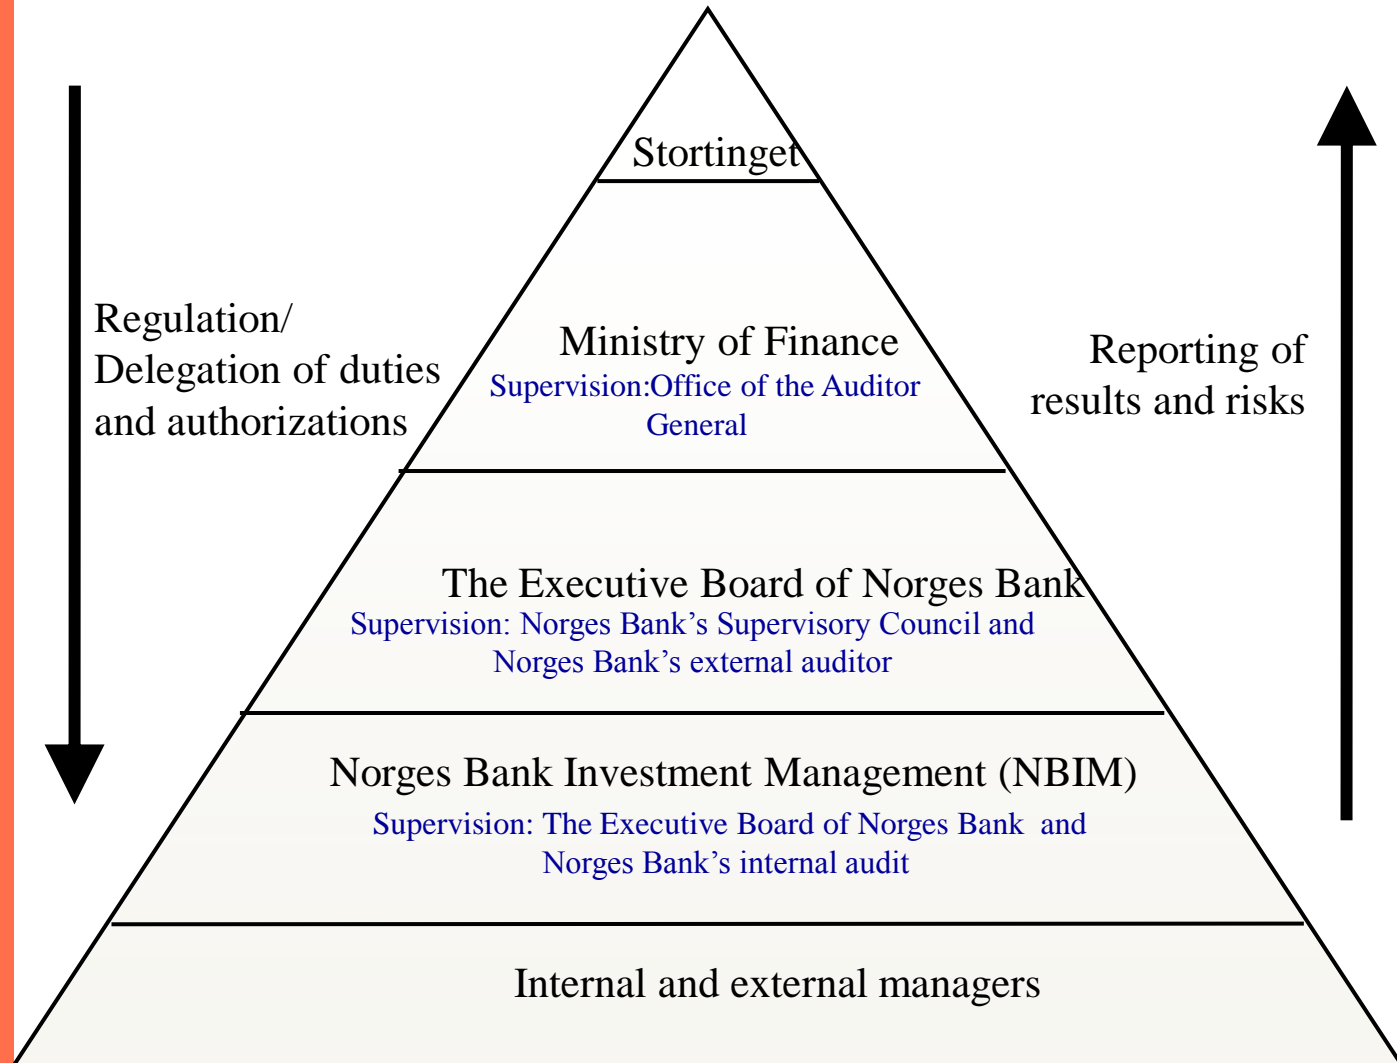 Stortinget
Regulation/
Delegation of duties
and authorizations
Ministry of Finance
Supervision:Office of the Auditor
General
Reporting of
results and risks
The Executive Board of Norges Bank
Supervision: Norges Bank’s Supervisory Council and
Norges Bank’s external auditor
Norges Bank Investment Management (NBIM)
Supervision: The Executive Board of Norges Bank  and
Norges Bank’s internal audit
Internal and external managers